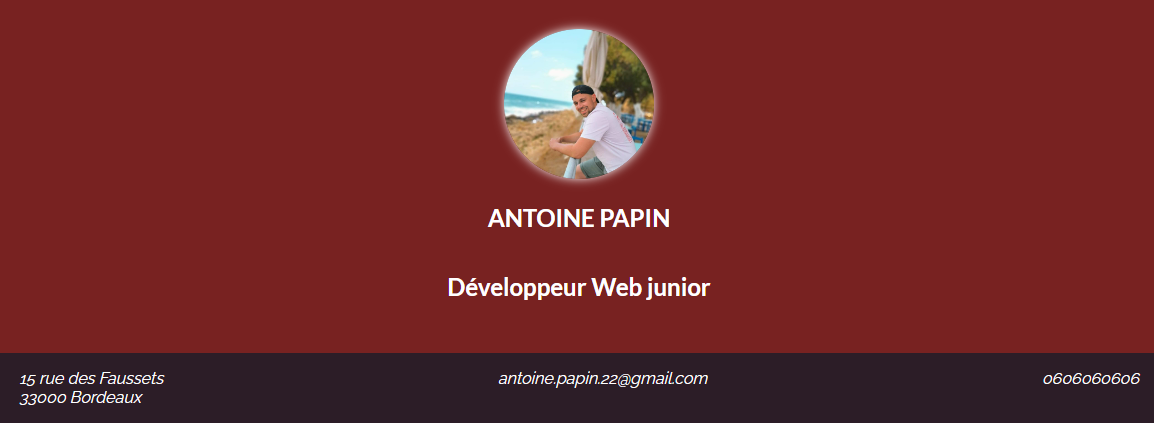 ANTOINE PAPIN
Développeur Web junior
15 rue des Faussets
33000 Bordeaux
antoine.papin.22@gmail.com
0606060606